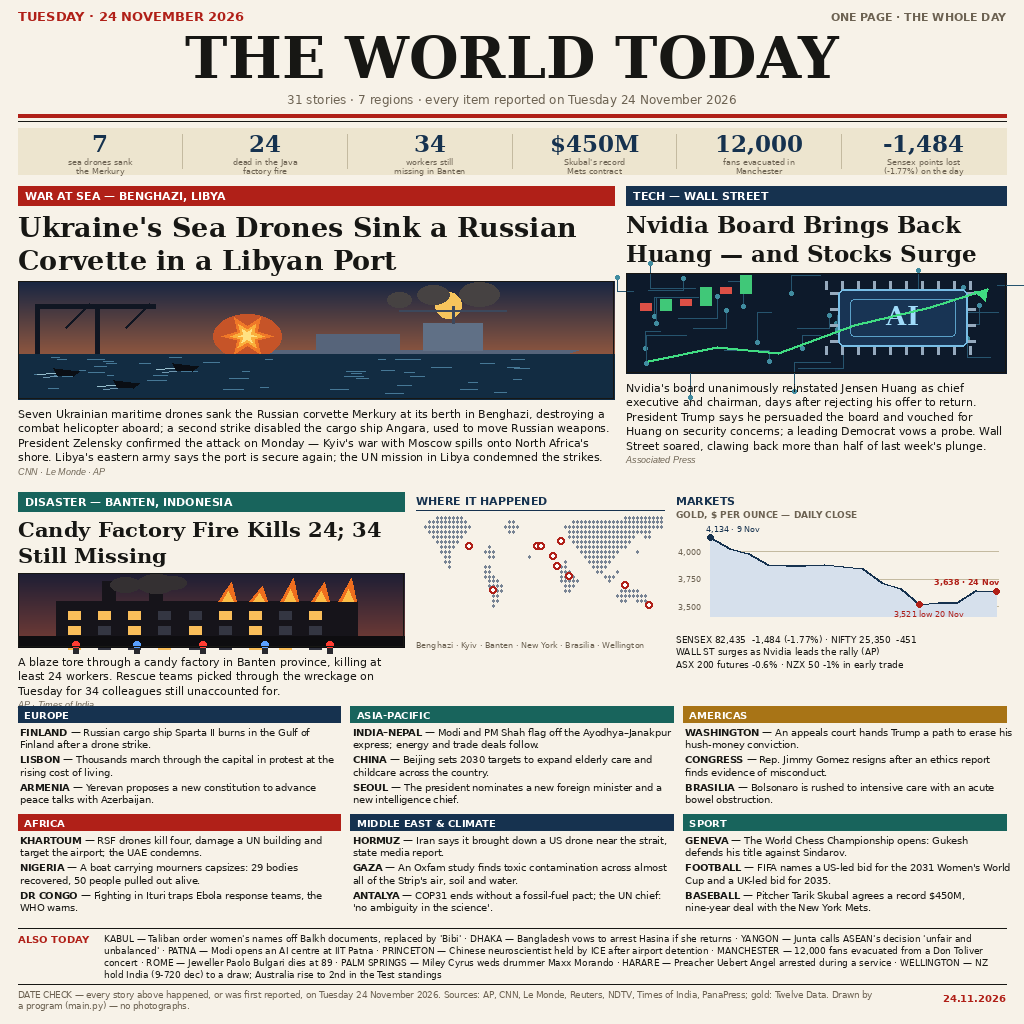 TUESDAY · 24 NOVEMBER 2026
ONE PAGE · THE WHOLE DAY
THE WORLD TODAY
31 stories · 7 regions · every item reported on Tuesday 24 November 2026
7
sea drones sank
the Merkury
24
dead in the Java
factory fire
34
workers still
missing in Banten
$450M
Skubal's record
Mets contract
12,000
fans evacuated in
Manchester
-1,484
Sensex points lost
(-1.77%) on the day
WAR AT SEA — BENGHAZI, LIBYA
Ukraine's Sea Drones Sink a Russian
Corvette in a Libyan Port
Seven Ukrainian maritime drones sank the Russian corvette Merkury at its berth in Benghazi, destroying a
combat helicopter aboard; a second strike disabled the cargo ship Angara, used to move Russian weapons.
President Zelensky confirmed the attack on Monday — Kyiv's war with Moscow spills onto North Africa's
shore. Libya's eastern army says the port is secure again; the UN mission in Libya condemned the strikes.
CNN · Le Monde · AP
TECH — WALL STREET
Nvidia Board Brings Back
Huang — and Stocks Surge
AI
Nvidia's board unanimously reinstated Jensen Huang as chief
executive and chairman, days after rejecting his offer to return.
President Trump says he persuaded the board and vouched for
Huang on security concerns; a leading Democrat vows a probe. Wall
Street soared, clawing back more than half of last week's plunge.
Associated Press
DISASTER — BANTEN, INDONESIA
Candy Factory Fire Kills 24; 34
Still Missing
A blaze tore through a candy factory in Banten province, killing at
least 24 workers. Rescue teams picked through the wreckage on
Tuesday for 34 colleagues still unaccounted for.
AP · Times of India
WHERE IT HAPPENED
Benghazi · Kyiv · Banten · New York · Brasilia · Wellington
MARKETS
GOLD, $ PER OUNCE — DAILY CLOSE
4,134 · 9 Nov
4,000
3,750
3,500
3,638 · 24 Nov
3,521 low 20 Nov
SENSEX 82,435 -1,484 (-1.77%) · NIFTY 25,350 -451
WALL ST surges as Nvidia leads the rally (AP)
ASX 200 futures -0.6% · NZX 50 -1% in early trade
EUROPE
FINLAND — Russian cargo ship Sparta II burns in the Gulf of
Finland after a drone strike.
LISBON — Thousands march through the capital in protest at the
rising cost of living.
ARMENIA — Yerevan proposes a new constitution to advance
peace talks with Azerbaijan.
ASIA-PACIFIC
INDIA–NEPAL — Modi and PM Shah flag off the Ayodhya–Janakpur
express; energy and trade deals follow.
CHINA — Beijing sets 2030 targets to expand elderly care and
childcare across the country.
SEOUL — The president nominates a new foreign minister and a
new intelligence chief.
AMERICAS
WASHINGTON — An appeals court hands Trump a path to erase his
hush-money conviction.
CONGRESS — Rep. Jimmy Gomez resigns after an ethics report
finds evidence of misconduct.
BRASILIA — Bolsonaro is rushed to intensive care with an acute
bowel obstruction.
AFRICA
KHARTOUM — RSF drones kill four, damage a UN building and
target the airport; the UAE condemns.
NIGERIA — A boat carrying mourners capsizes: 29 bodies
recovered, 50 people pulled out alive.
DR CONGO — Fighting in Ituri traps Ebola response teams, the
WHO warns.
MIDDLE EAST & CLIMATE
HORMUZ — Iran says it brought down a US drone near the strait,
state media report.
GAZA — An Oxfam study finds toxic contamination across almost
all of the Strip's air, soil and water.
ANTALYA — COP31 ends without a fossil-fuel pact; the UN chief:
'no ambiguity in the science'.
SPORT
GENEVA — The World Chess Championship opens: Gukesh
defends his title against Sindarov.
FOOTBALL — FIFA names a US-led bid for the 2031 Women's World
Cup and a UK-led bid for 2035.
BASEBALL — Pitcher Tarik Skubal agrees a record $450M,
nine-year deal with the New York Mets.
ALSO TODAY
KABUL — Taliban order women's names off Balkh documents, replaced by 'Bibi' · DHAKA — Bangladesh vows to arrest Hasina if she returns · YANGON — Junta calls ASEAN's decision 'unfair and
unbalanced' · PATNA — Modi opens an AI centre at IIT Patna · PRINCETON — Chinese neuroscientist held by ICE after airport detention · MANCHESTER — 12,000 fans evacuated from a Don Toliver
concert · ROME — Jeweller Paolo Bulgari dies at 89 · PALM SPRINGS — Miley Cyrus weds drummer Maxx Morando · HARARE — Preacher Uebert Angel arrested during a service · WELLINGTON — NZ
hold India (9-720 dec) to a draw; Australia rise to 2nd in the Test standings
DATE CHECK — every story above happened, or was first reported, on Tuesday 24 November 2026. Sources: AP, CNN, Le Monde, Reuters, NDTV, Times of India, PanaPress; gold: Twelve Data. Drawn by
a program (main.py) — no photographs.
24.11.2026